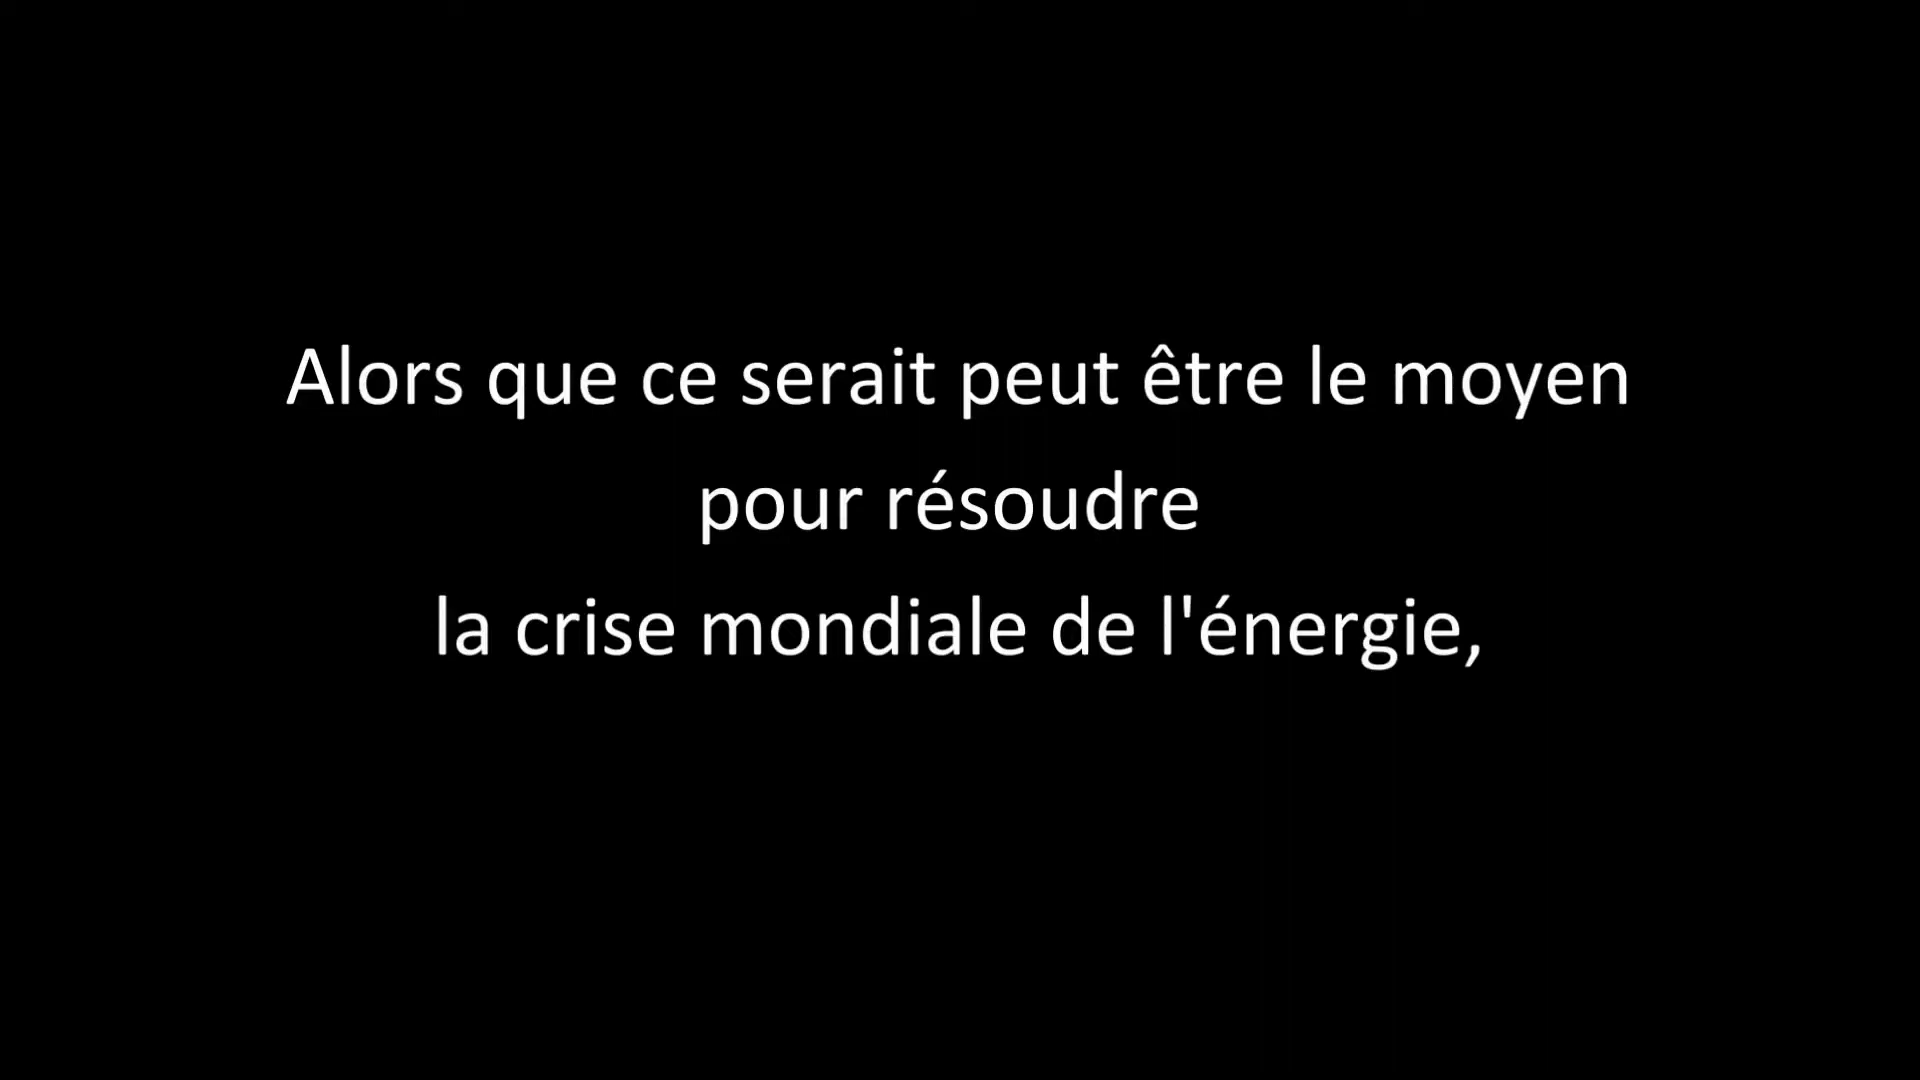 Alors que ce serait peut être le moyen
pour résoudre
la crise mondiale de l'énergie,